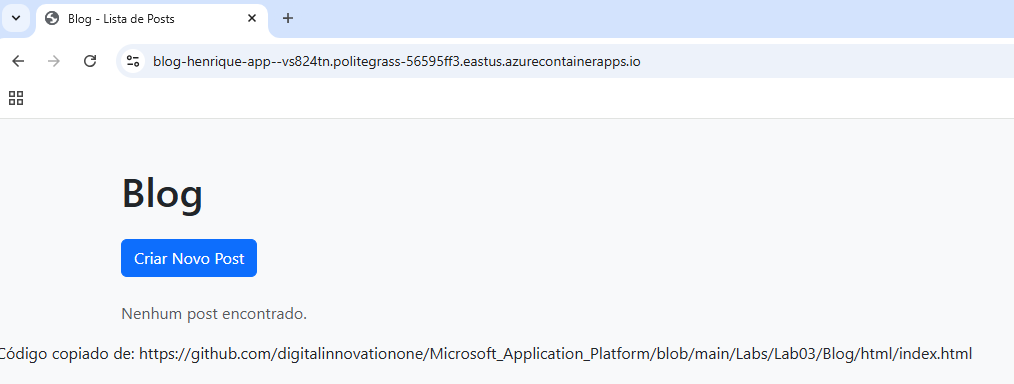 Blog - Lista de Posts
blog-henrique-app--vs824tn.politegrass-56595ff3.eastus.azurecontainerapps.io
Blog
Criar Novo Post
Nenhum post encontrado.
Código copiado de: https://github.com/digitalinnovationone/Microsoft_Application_Platform/blob/main/Labs/Lab03/Blog/html/index.html